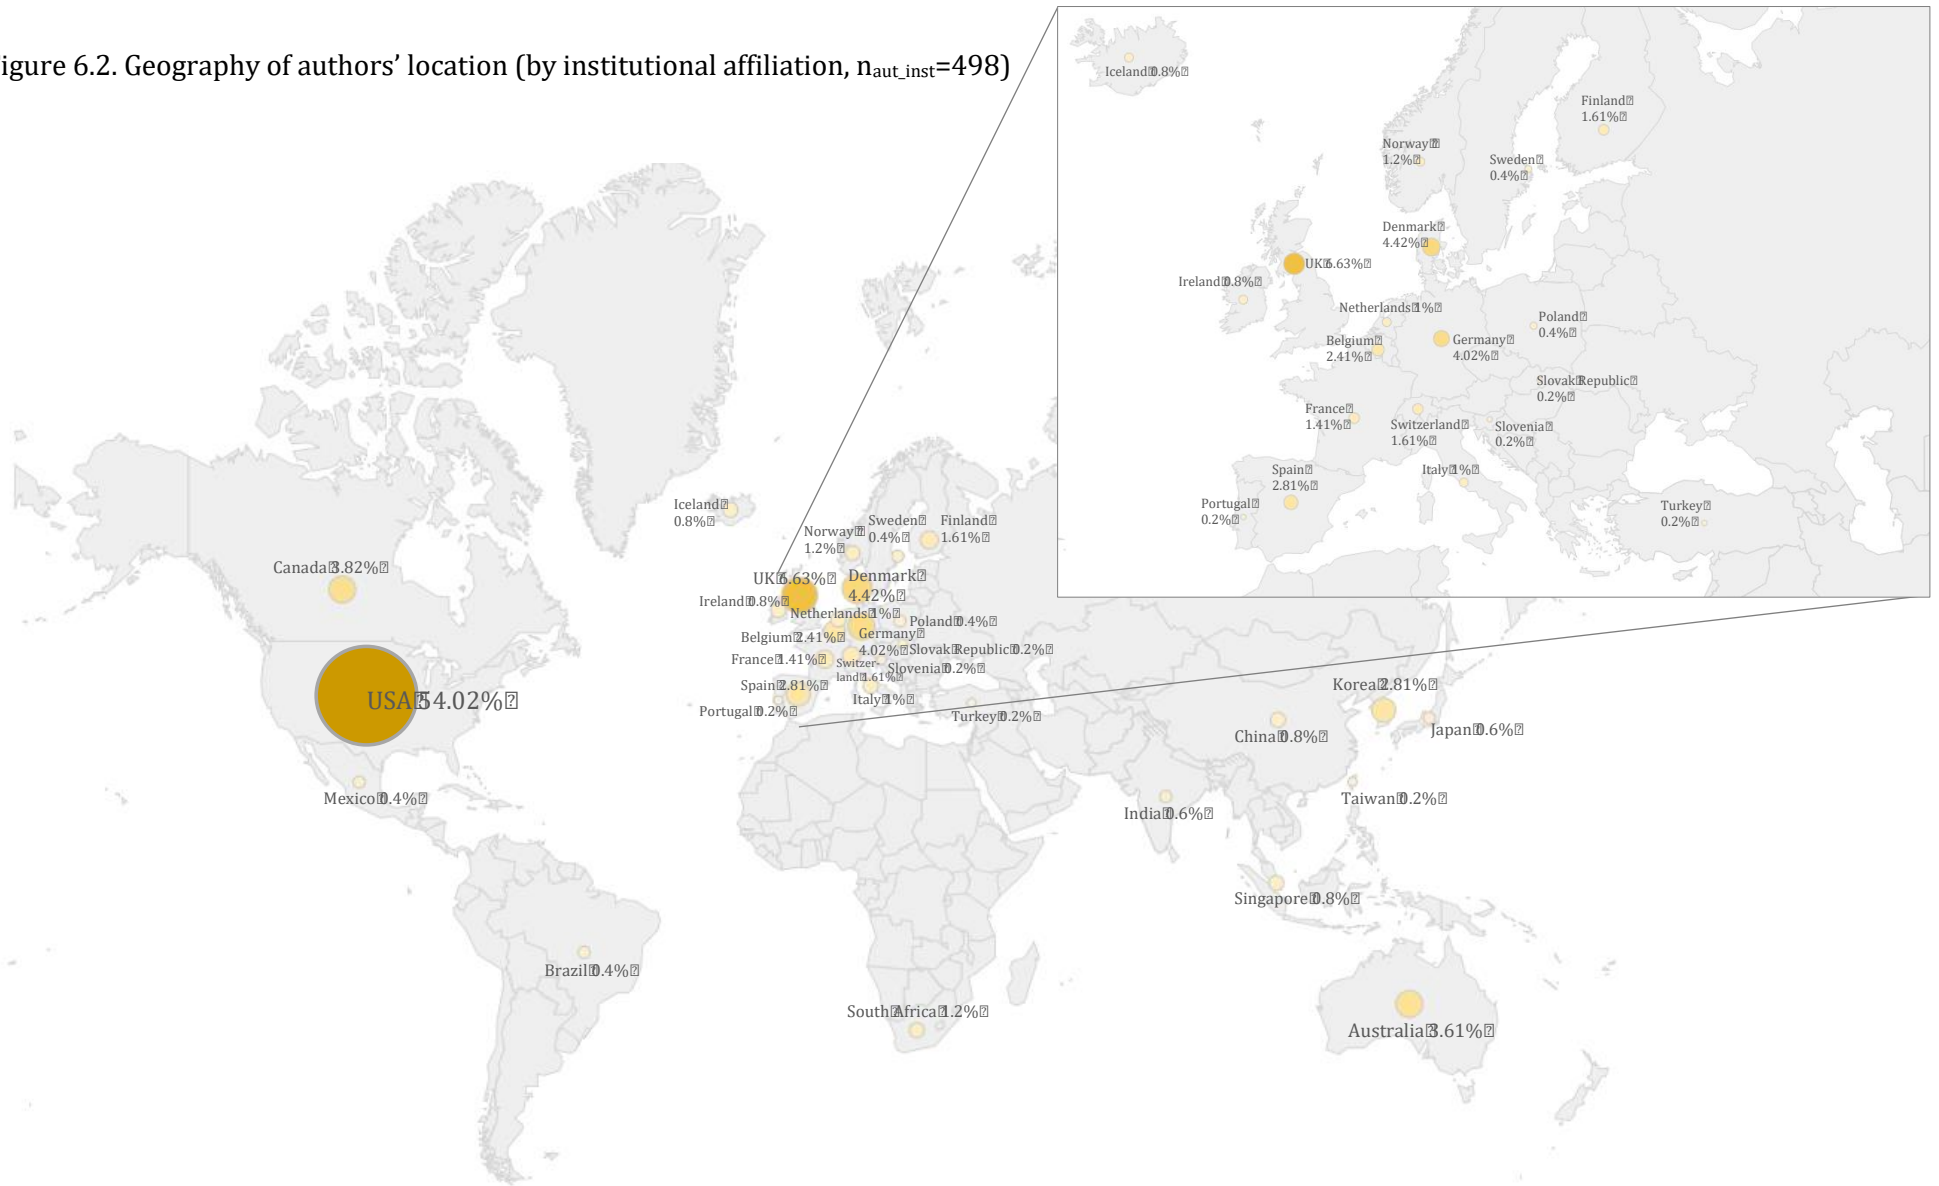 igure 6.2. Geography of authors' location (by institutional affiliation, naut_inst=498)
Iceland 0.8%
Finland
1.61%
Norway
1.2%
Sweden
0.4%
Denmark
4.42%
UK 6.63%
Ireland 0.8%
Netherlands 1%
Poland
0.4%
Belgium
2.41%
Germany
4.02%
Slovak Republic
0.2%
France
1.41%
Switzerland
1.61%
Slovenia
0.2%
Spain
2.81%
Italy 1%
Portugal
0.2%
Turkey
0.2%
Iceland
0.8%
Norway
1.2%
Sweden
0.4%
Finland
1.61%
Canada 3.82%
UK 6.63%
Denmark
4.42%
Ireland 0.8%
Netherlands 1%
Poland 0.4%
Belgium 2.41%
Germany
4.02%
Slovak Republic 0.2%
France 1.41%
Switzer-
land 1.61%
Slovenia 0.2%
Spain 2.81%
Italy 1%
Portugal 0.2%
Turkey 0.2%
USA 54.02%
Korea 2.81%
Japan 0.6%
China 0.8%
Mexico 0.4%
Taiwan 0.2%
India 0.6%
Singapore 0.8%
Brazil 0.4%
South Africa 1.2%
Australia 3.61%